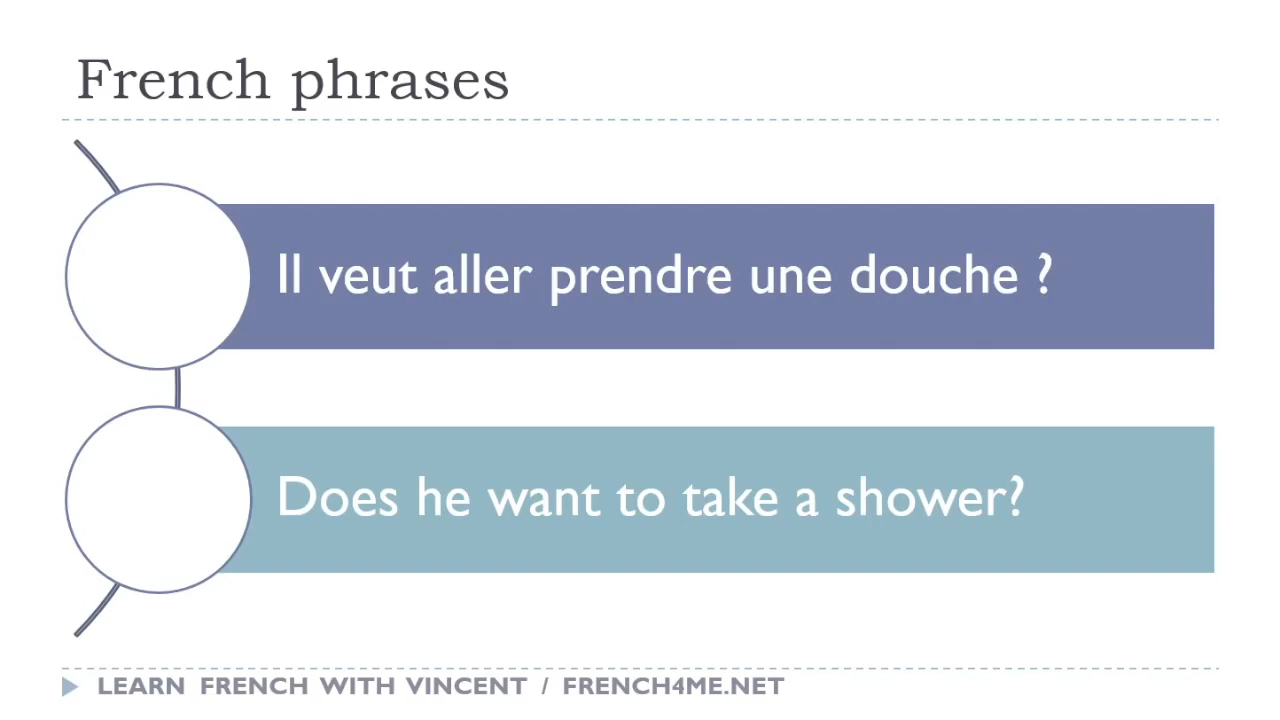 French phrases
Il veut aller prendre une douche ?
Does he want to take a shower?
LEARN FRENCH WITH VINCENT / FRENCH4ME.NET